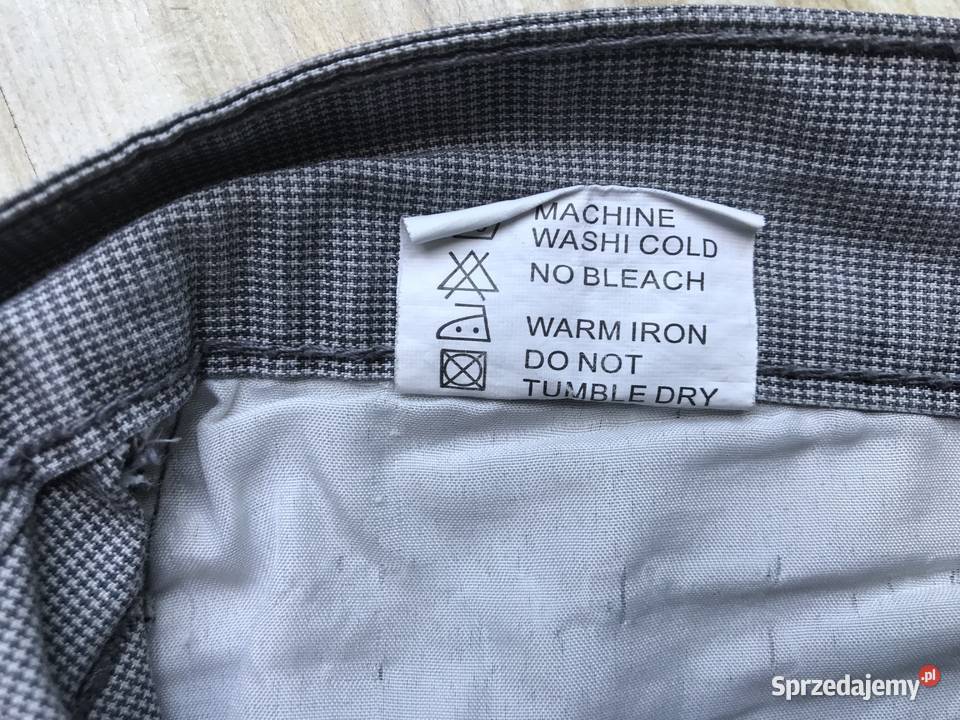 MACHINE
WASHI COLD
NO BLEACH
WARM IRON
DO NOT
TUMBLE DRY
Sprzedajemy.pl